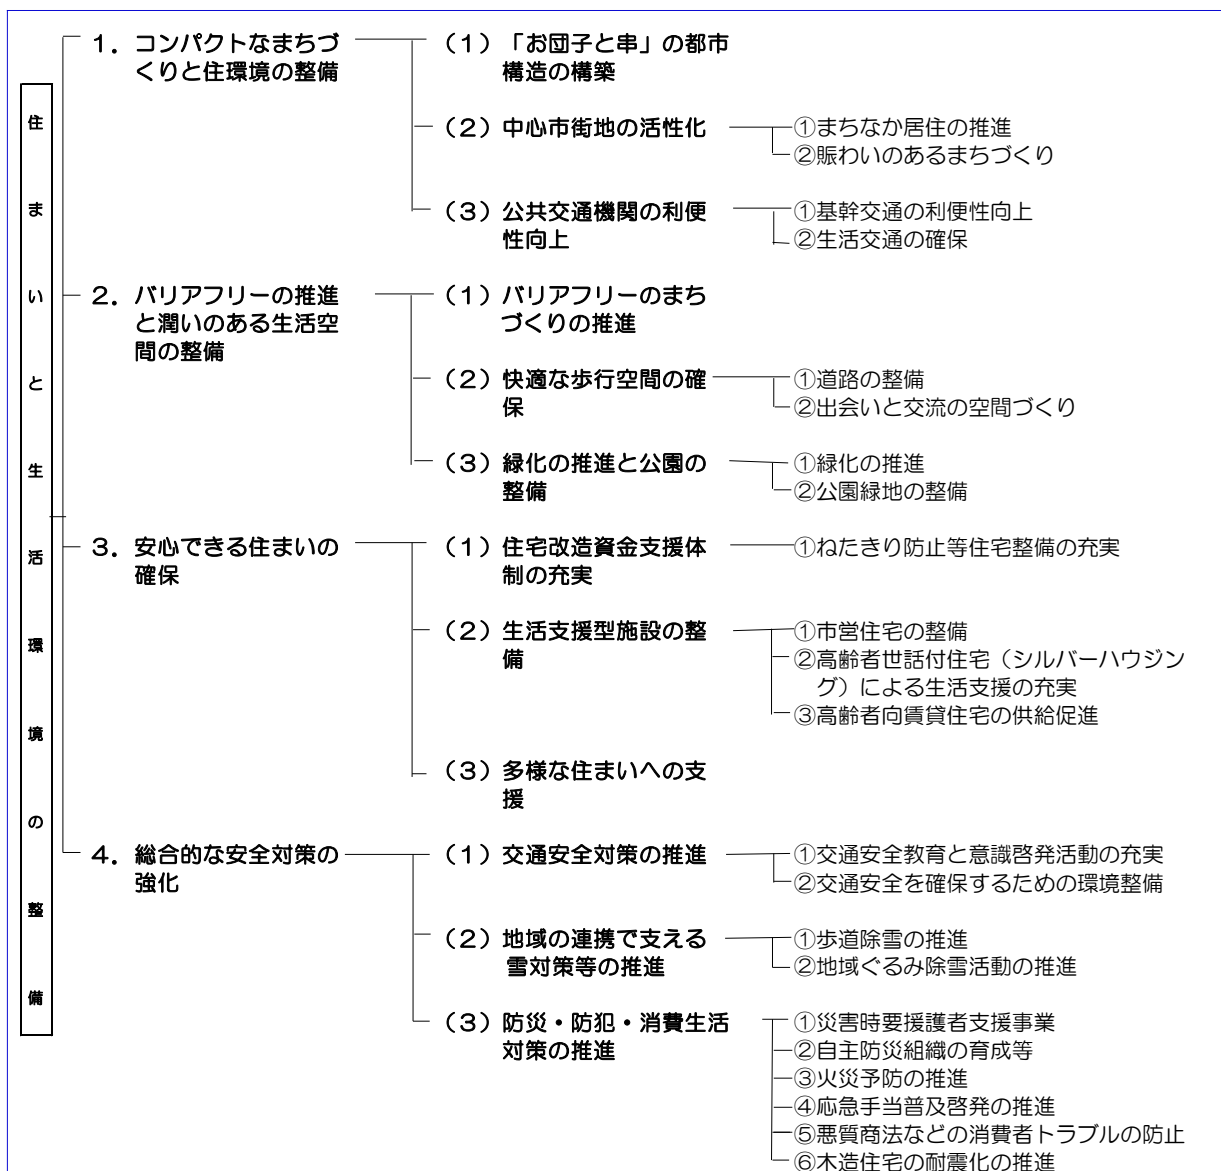 住まいと生活環境の整備
１．コンパクトなまちづ
くりと住環境の整備
（１）「お団子と串」の都市
構造の構築
（２）中心市街地の活性化
①まちなか居住の推進
②賑わいのあるまちづくり
（３）公共交通機関の利便
性向上
①基幹交通の利便性向上
②生活交通の確保
２．バリアフリーの推進
と潤いのある生活空
間の整備
（１）バリアフリーのまち
づくりの推進
（２）快適な歩行空間の確
保
①道路の整備
②出会いと交流の空間づくり
（３）緑化の推進と公園の
整備
①緑化の推進
②公園緑地の整備
３．安心できる住まいの
確保
（１）住宅改造資金支援体
制の充実
①ねたきり防止等住宅整備の充実
（２）生活支援型施設の整
備
①市営住宅の整備
②高齢者世話付住宅（シルバーハウジン
グ）による生活支援の充実
③高齢者向賃貸住宅の供給促進
（３）多様な住まいへの支
援
４．総合的な安全対策の
強化
（１）交通安全対策の推進
①交通安全教育と意識啓発活動の充実
②交通安全を確保するための環境整備
（２）地域の連携で支える
雪対策等の推進
①歩道除雪の推進
②地域ぐるみ除雪活動の推進
（３）防災・防犯・消費生活
対策の推進
①災害時要援護者支援事業
②自主防災組織の育成等
③火災予防の推進
④応急手当普及啓発の推進
⑤悪質商法などの消費者トラブルの防止
⑥木造住宅の耐震化の推進